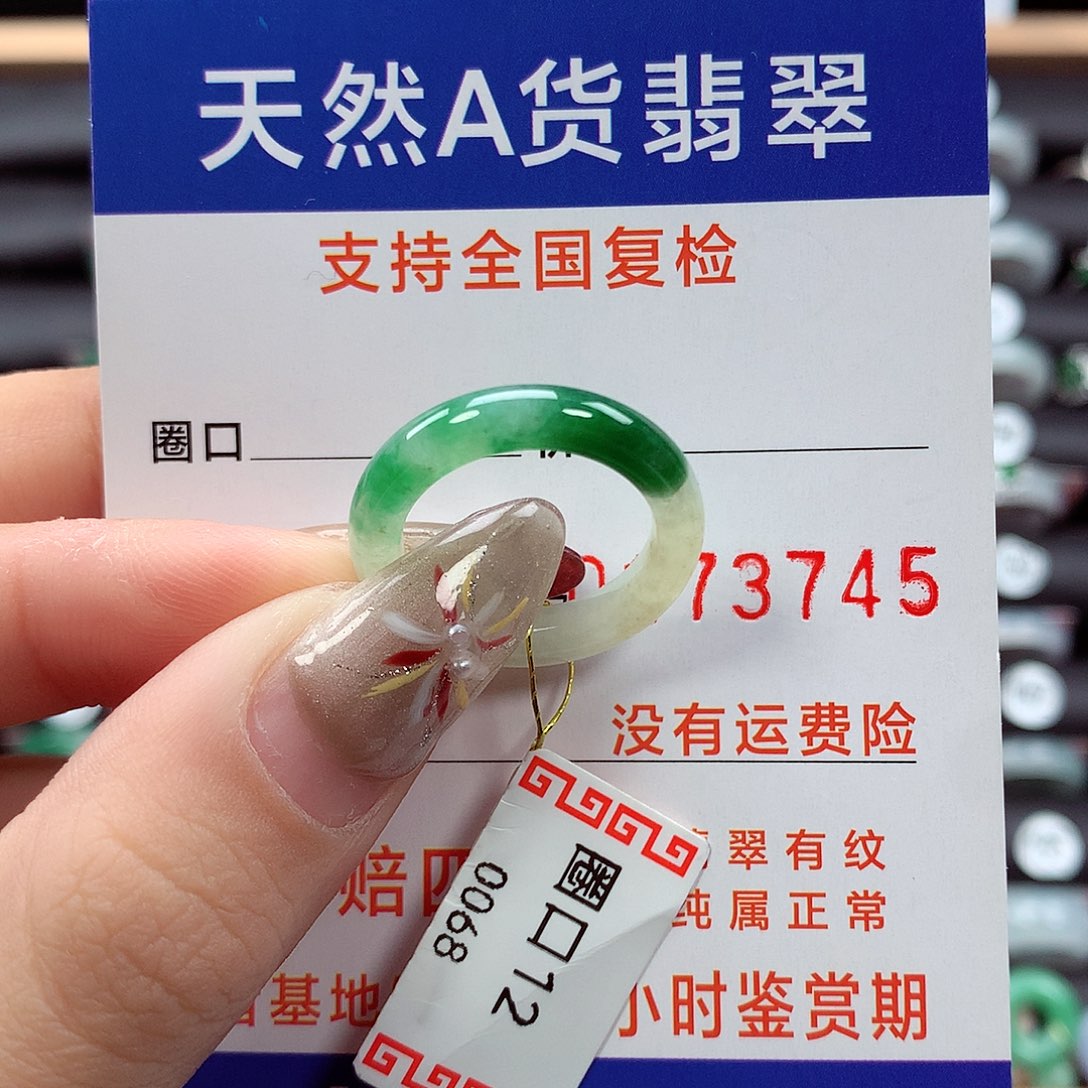 天然A货翡翠
支持全国复检
圈口
73745
没有运费险
赔四
翠有纹
纯属正常
基地
小时鉴赏期
圈口12
0068